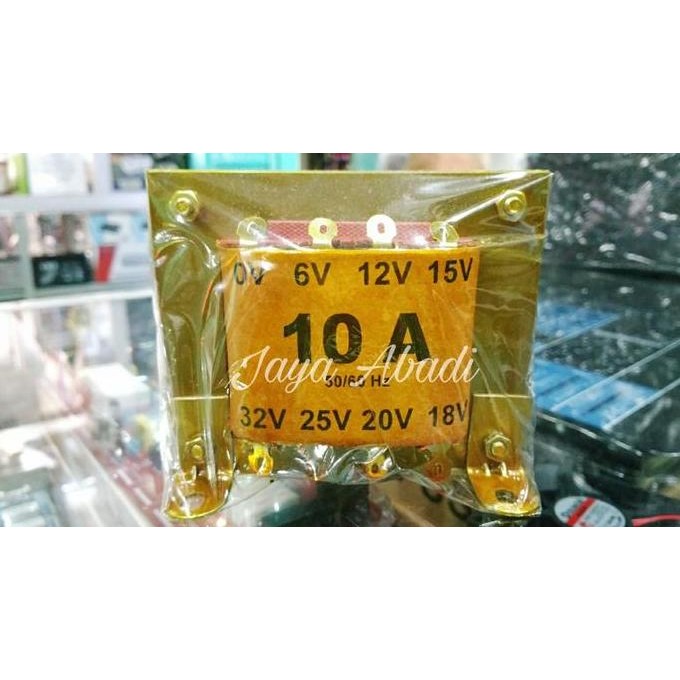 0V 6V 12V 15V
10 A
Jaya Abadi
50/60 Hz
32V 25V 20V 18V